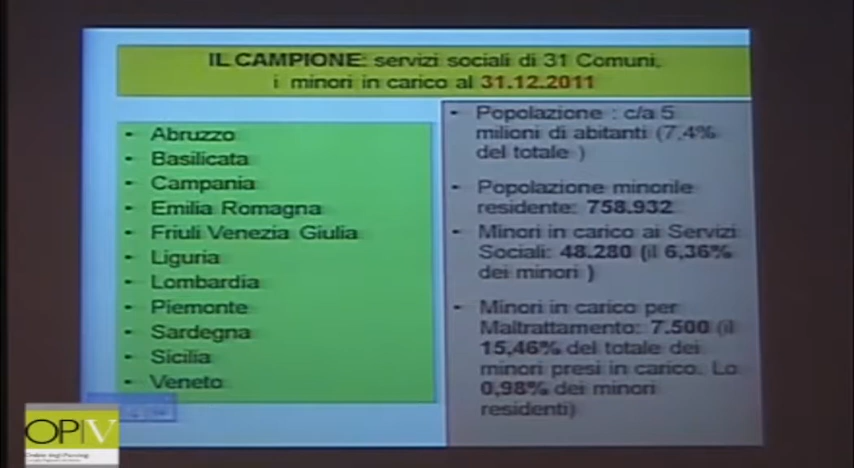 IL CAMPIONE: servizi sociali di 31 Comuni,
i minori in carico al 31.12.2011
- Abruzzo
- Basilicata
- Campania
- Emilia Romagna
- Friuli Venezia Giulia
- Liguria
- Lombardia
- Piemonte
- Sardegna
- Sicilia
- Veneto
- Popolazione : c/a 5
milioni di abitanti (7,4%
del totale )
- Popolazione minorile
residente: 758.932
- Minori in carico ai Servizi
Sociali: 48.280 (il 6,36%
dei minori )
- Minori in carico per
Maltrattamento: 7.500 (il
15,46% del totale dei
minori presi in carico. Lo
0,98% dei minori
residenti)
OP|V
Ordine degli Psicologi